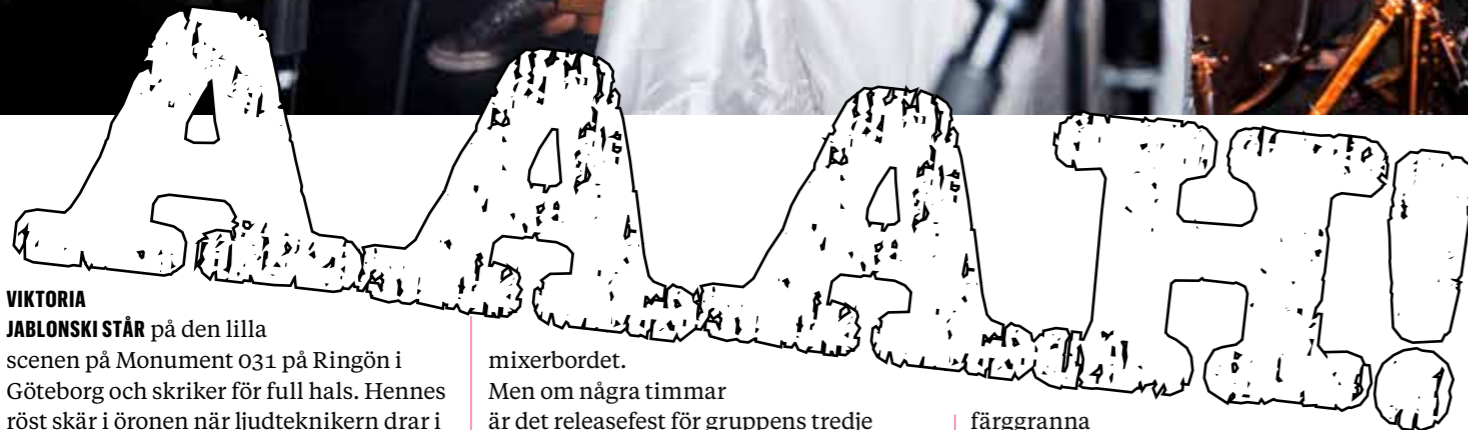 AAAH!
VIKTORIA
JABLONSKI STÅR på den lilla
scenen på Monument 031 på Ringön i
Göteborg och skriker för full hals. Hennes
röst skär i öronen när ljudteknikern drar i
mixerbordet.
Men om några timmar
är det releasefest för gruppens tredje
färggranna